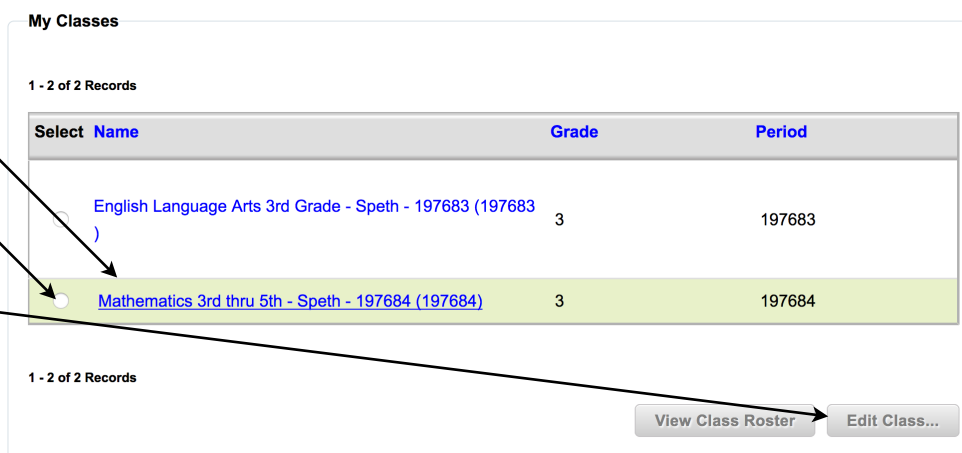 My Classes
1 - 2 of 2 Records
Select Name Grade Period
English Language Arts 3rd Grade - Speth - 197683 (197683
) 3 197683
Mathematics 3rd thru 5th - Speth - 197684 (197684) 3 197684
1 - 2 of 2 Records
View Class Roster Edit Class...